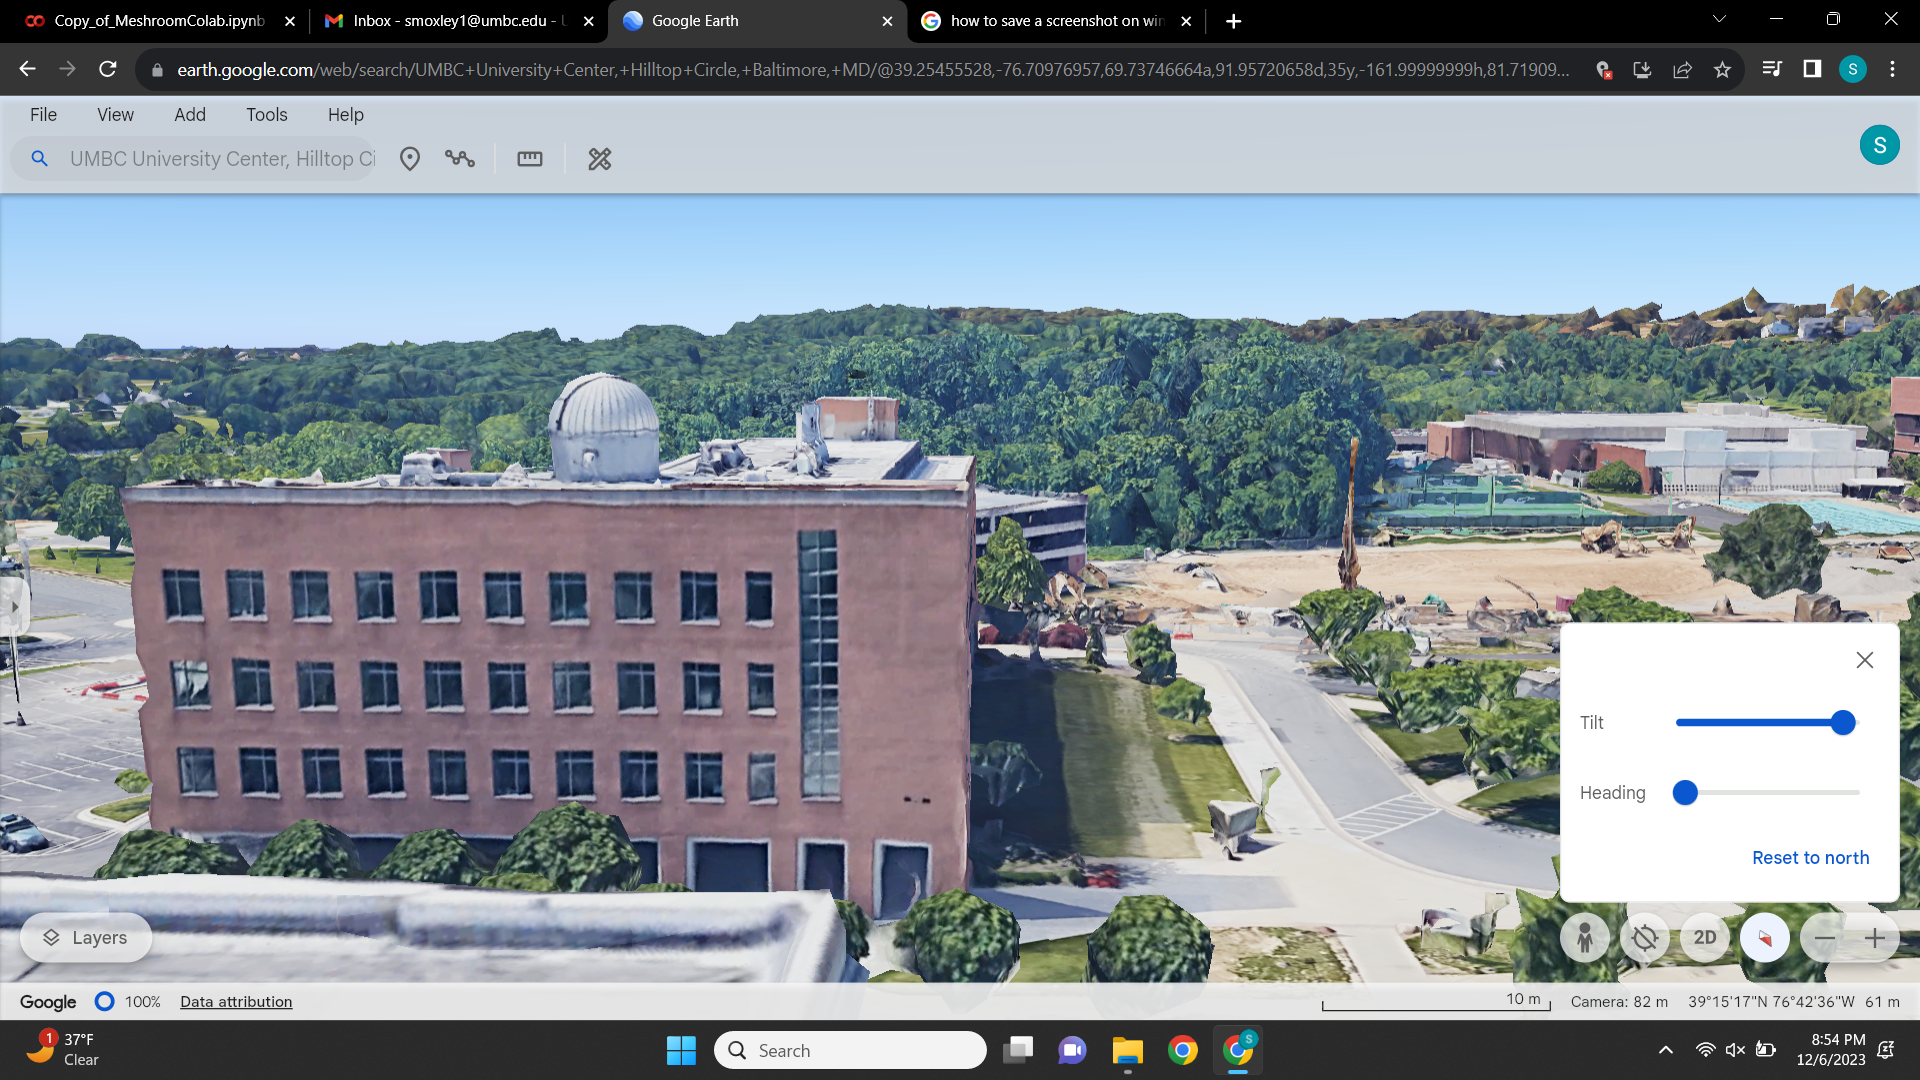 Copy_of_MeshroomColab.ipynb
Inbox - smoxley1@umbc.edu - U
Google Earth
how to save a screenshot on win
earth.google.com/web/search/UMBC+University+Center,+Hilltop+Circle,+Baltimore,+MD/@39.25455528,-76.70976957,69.73746664a,91.95720658d,35y,-161.99999999h,81.71909...
S
File View Add Tools Help
UMBC University Center, Hilltop Ci
S
Tilt
Heading
Reset to north
Layers
2D
Google 100% Data attribution
10 m Camera: 82 m 39°15'17"N 76°42'36"W 61 m
1
37°F
Clear
Search
S
8:54 PM
12/6/2023